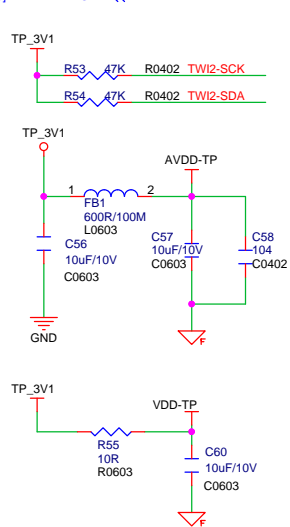 TP_3V1
R53 47K R0402 TWI2-SCK
R54 47K R0402 TWI2-SDA
TP_3V1
AVDD-TP
1 2
FB1
600R/100M
L0603
C56
10uF/10V
C0603
C57
10uF/10V
C0603
C58
104
C0402
GND
F
TP_3V1
VDD-TP
R55
10R
R0603
C60
10uF/10V
C0603
F